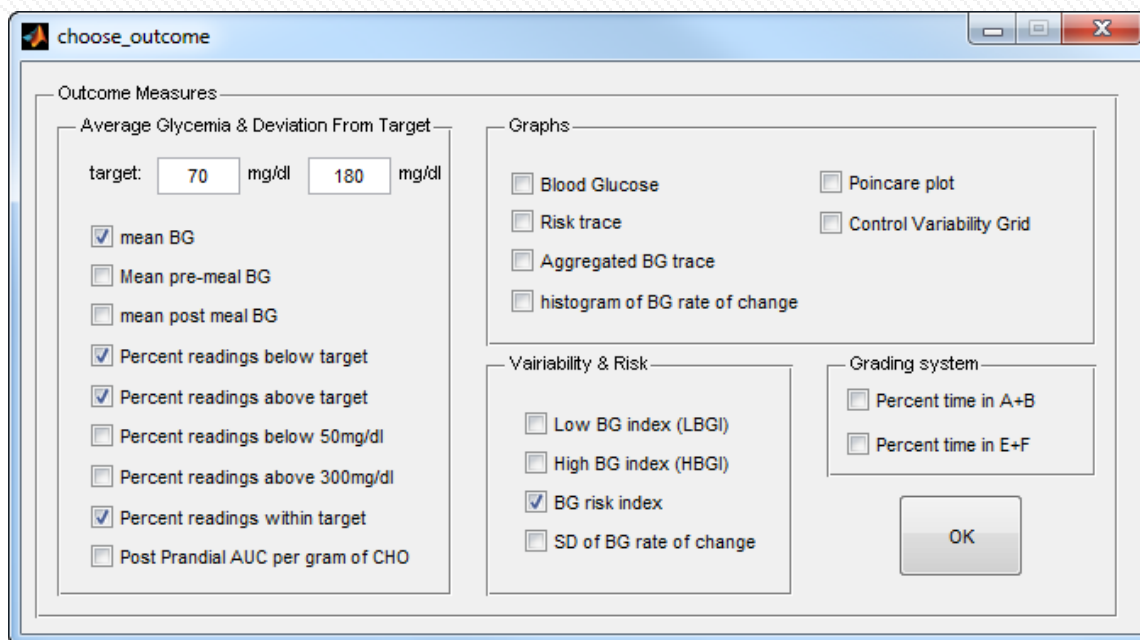 choose_outcome
Outcome Measures
Average Glycemia & Deviation From Target
target: 70 mg/dl 180 mg/dl
mean BG
Mean pre-meal BG
mean post meal BG
Percent readings below target
Percent readings above target
Percent readings below 50mg/dl
Percent readings above 300mg/dl
Percent readings within target
Post Prandial AUC per gram of CHO
Graphs
Blood Glucose
Risk trace
Aggregated BG trace
histogram of BG rate of change
Poincare plot
Control Variability Grid
Vairiability & Risk
Low BG index (LBGI)
High BG index (HBGI)
BG risk index
SD of BG rate of change
Grading system
Percent time in A+B
Percent time in E+F
OK